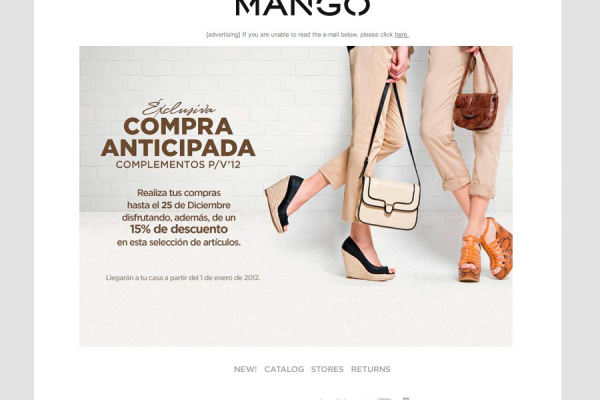 MANGO
[advertising] If you are unable to read the e-mail below, please click here.
Exclusiva
COMPRA
ANTICIPADA
COMPLEMENTOS P/V'12
Realiza tus compras
hasta el 25 de Diciembre
disfrutando, además, de un
15% de descuento
en esta selección de artículos.
Llegarán a tu casa a partir del 1 de enero de 2012.
NEW! CATALOG STORES RETURNS